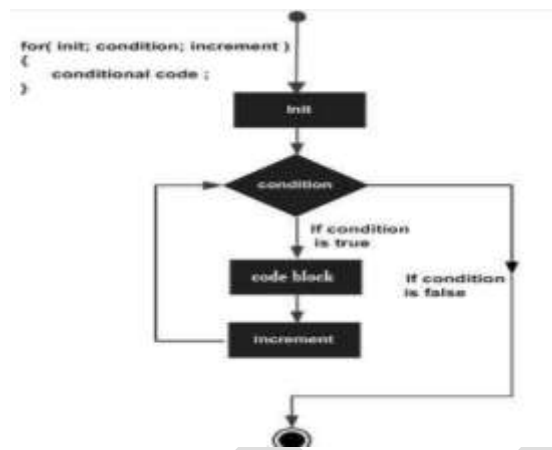 for( init; condition; increment )
{
conditional code ;
}
Init
condition
If condition
is true
code block
If condition
is false
increment